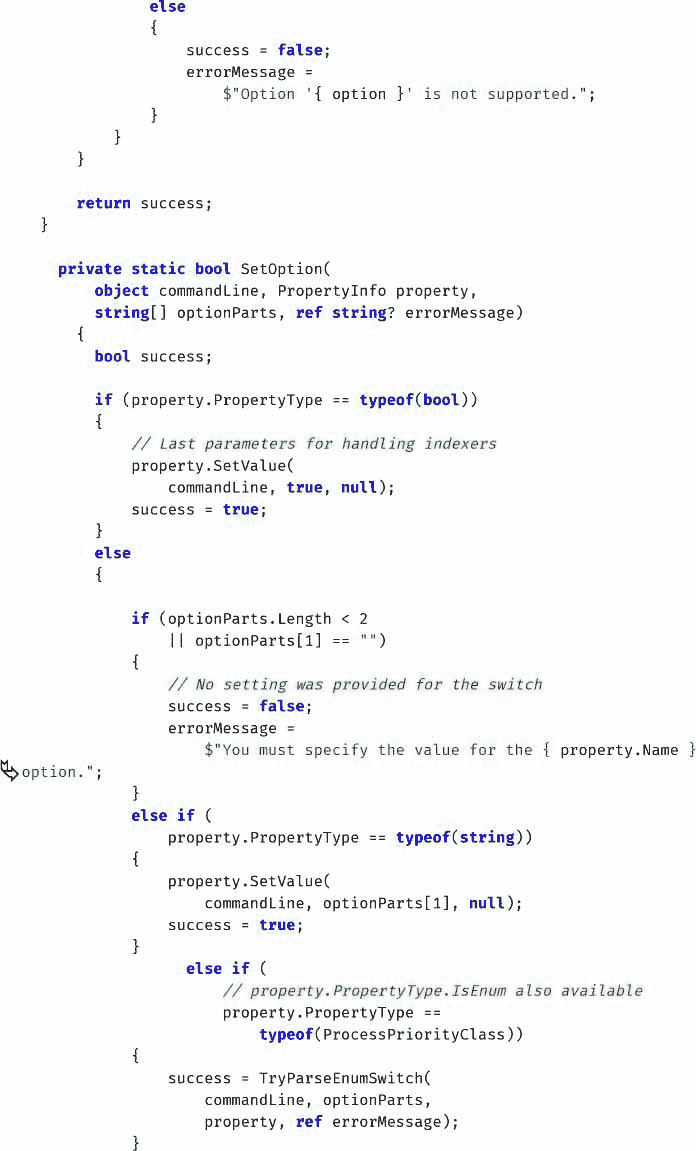 else
                {
                    success = false;
                    errorMessage =
                        $"Option '{ option }' is not supported.";
                }
            }
        }

        return success;
    }

      private static bool SetOption(
          object commandLine, PropertyInfo property,
          string[] optionParts, ref string? errorMessage)
        {
          bool success;

          if (property.PropertyType == typeof(bool))
          {
              // Last parameters for handling indexers
              property.SetValue(
                  commandLine, true, null);
              success = true;
          }
          else
          {

              if (optionParts.Length < 2
                  || optionParts[1] == "")
              {
                  // No setting was provided for the switch
                  success = false;
                  errorMessage =
                      $"You must specify the value for the { property.Name }
option.";
              }
              else if (
                  property.PropertyType == typeof(string))
              {
                  property.SetValue(
                      commandLine, optionParts[1], null);
                  success = true;
              }
                    else if (
                        // property.PropertyType.IsEnum also available
                        property.PropertyType ==
                            typeof(ProcessPriorityClass))
              {
                  success = TryParseEnumSwitch(
                      commandLine, optionParts,
                      property, ref errorMessage);
              }